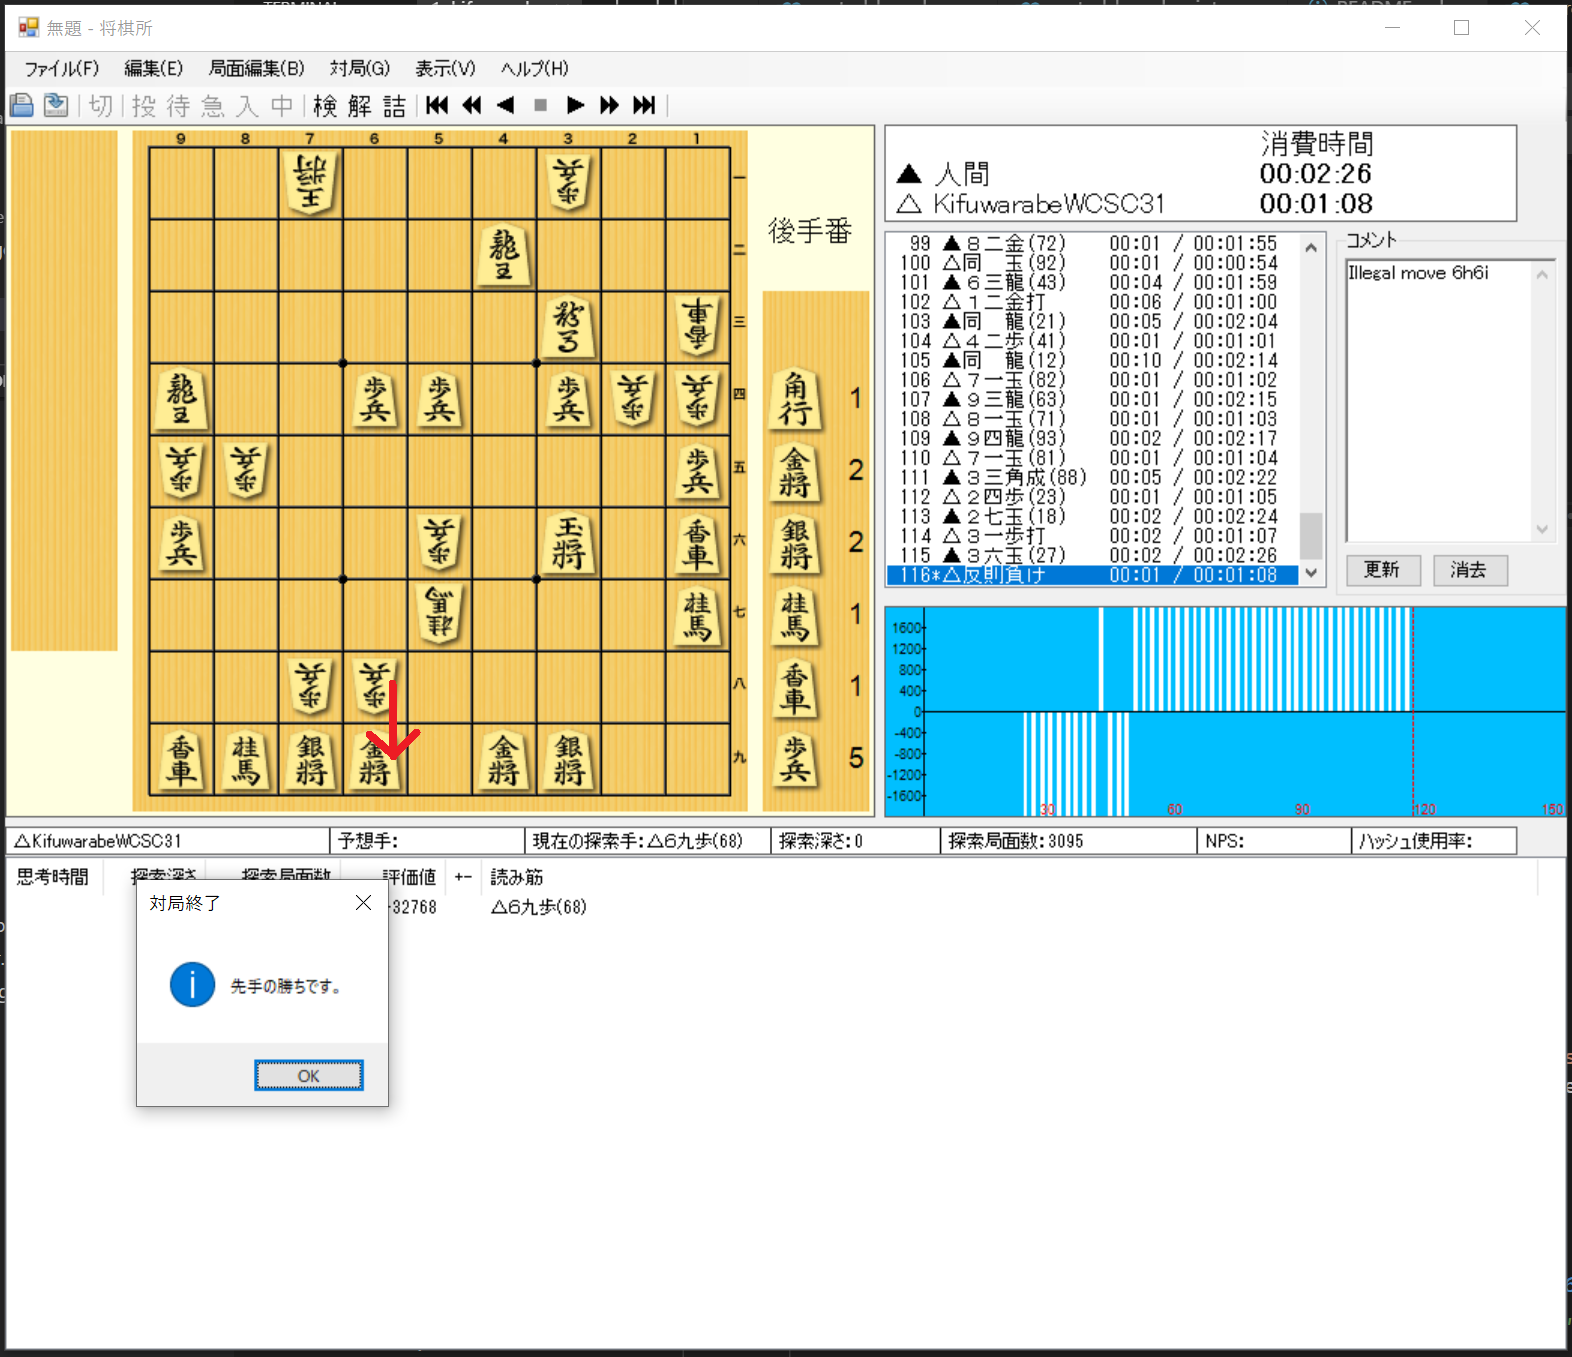 無題 - 将棋所
ファイル(F) 編集(E) 局面編集(B) 対局(G) 表示(V) ヘルプ(H)
切 投 待 急 入 中 検 解 詰
9 8 7 6 5 4 3 2 1
王将 歩兵 一
龍王 二
龍馬 香車 三
龍王 歩兵 歩兵 歩兵 歩兵 歩兵 四
歩兵 歩兵 歩兵 五
歩兵 歩兵 玉将 香車 六
桂馬 桂馬 七
歩兵 歩兵 八
香車 桂馬 銀将 金将 金将 銀将 九
後手番
角行 1
金将 2
銀将 2
桂馬 1
香車 1
歩兵 5
消費時間
▲ 人間 00:02:26
△ KifuwarabeWCSC31 00:01:08
99 ▲８二金(72) 00:01 / 00:01:55
100 △同　玉(92) 00:01 / 00:00:54
101 ▲６三龍(43) 00:04 / 00:01:59
102 △１二金打 00:06 / 00:01:00
103 ▲同　龍(21) 00:05 / 00:02:04
104 △４二歩(41) 00:01 / 00:01:01
105 ▲同　龍(12) 00:10 / 00:02:14
106 △７一玉(82) 00:01 / 00:01:02
107 ▲９三龍(63) 00:01 / 00:02:15
108 △８一玉(71) 00:01 / 00:01:03
109 ▲９四龍(93) 00:02 / 00:02:17
110 △７一玉(81) 00:01 / 00:01:04
111 ▲３三角成(88) 00:05 / 00:02:22
112 △２四歩(23) 00:01 / 00:01:05
113 ▲２七玉(18) 00:02 / 00:02:24
114 △３一歩打 00:02 / 00:01:07
115 ▲３六玉(27) 00:02 / 00:02:26
116*△反則負け 00:01 / 00:01:08
コメント
Illegal move 6h6i
更新 消去
1600
1200
800
400
0
-400
-800
-1200
-1600
30 60 90 120 150
△KifuwarabeWCSC31 予想手: 現在の探索手:△6九歩(68) 探索深さ:0 探索局面数:3095 NPS: ハッシュ使用率:
思考時間 探索深さ 探索局面数 評価値 +- 読み筋
-32768 △6九歩(68)
対局終了
先手の勝ちです。
OK